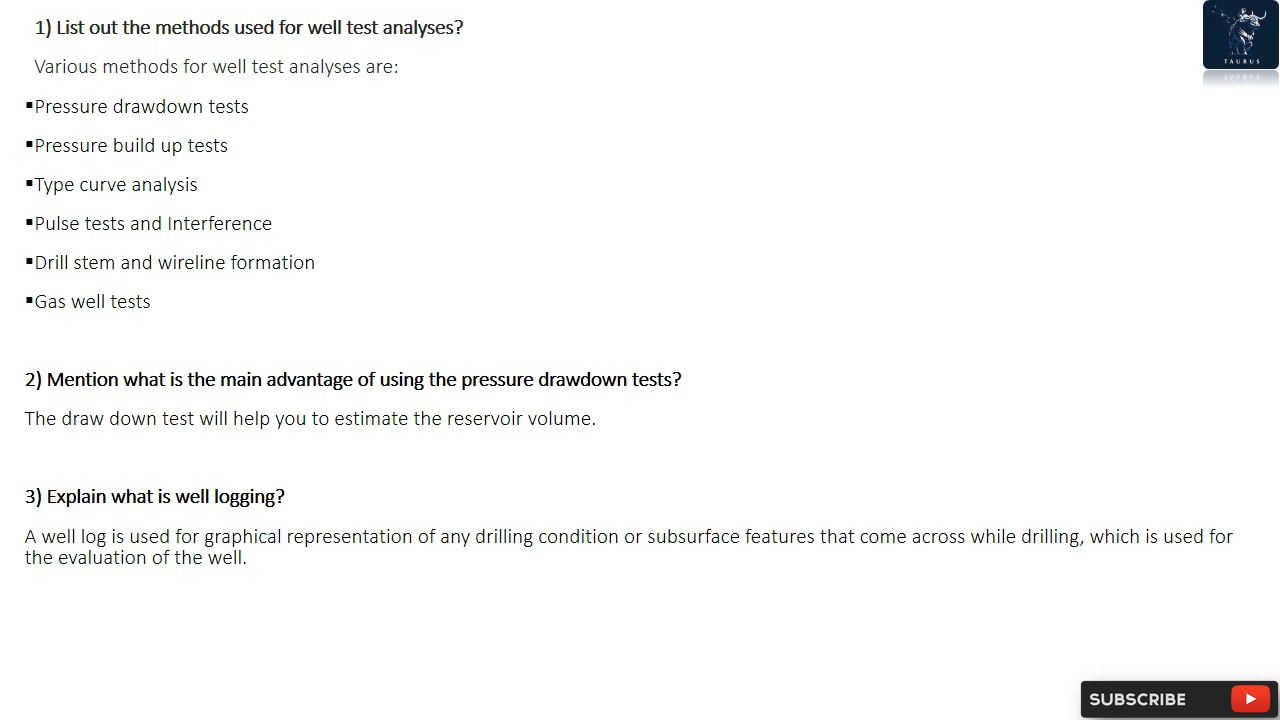 1) List out the methods used for well test analyses?
Various methods for well test analyses are:
▪Pressure drawdown tests
▪Pressure build up tests
▪Type curve analysis
▪Pulse tests and Interference
▪Drill stem and wireline formation
▪Gas well tests
2) Mention what is the main advantage of using the pressure drawdown tests?
The draw down test will help you to estimate the reservoir volume.
3) Explain what is well logging?
A well log is used for graphical representation of any drilling condition or subsurface features that come across while drilling, which is used for
the evaluation of the well.
TAURUS
SUBSCRIBE